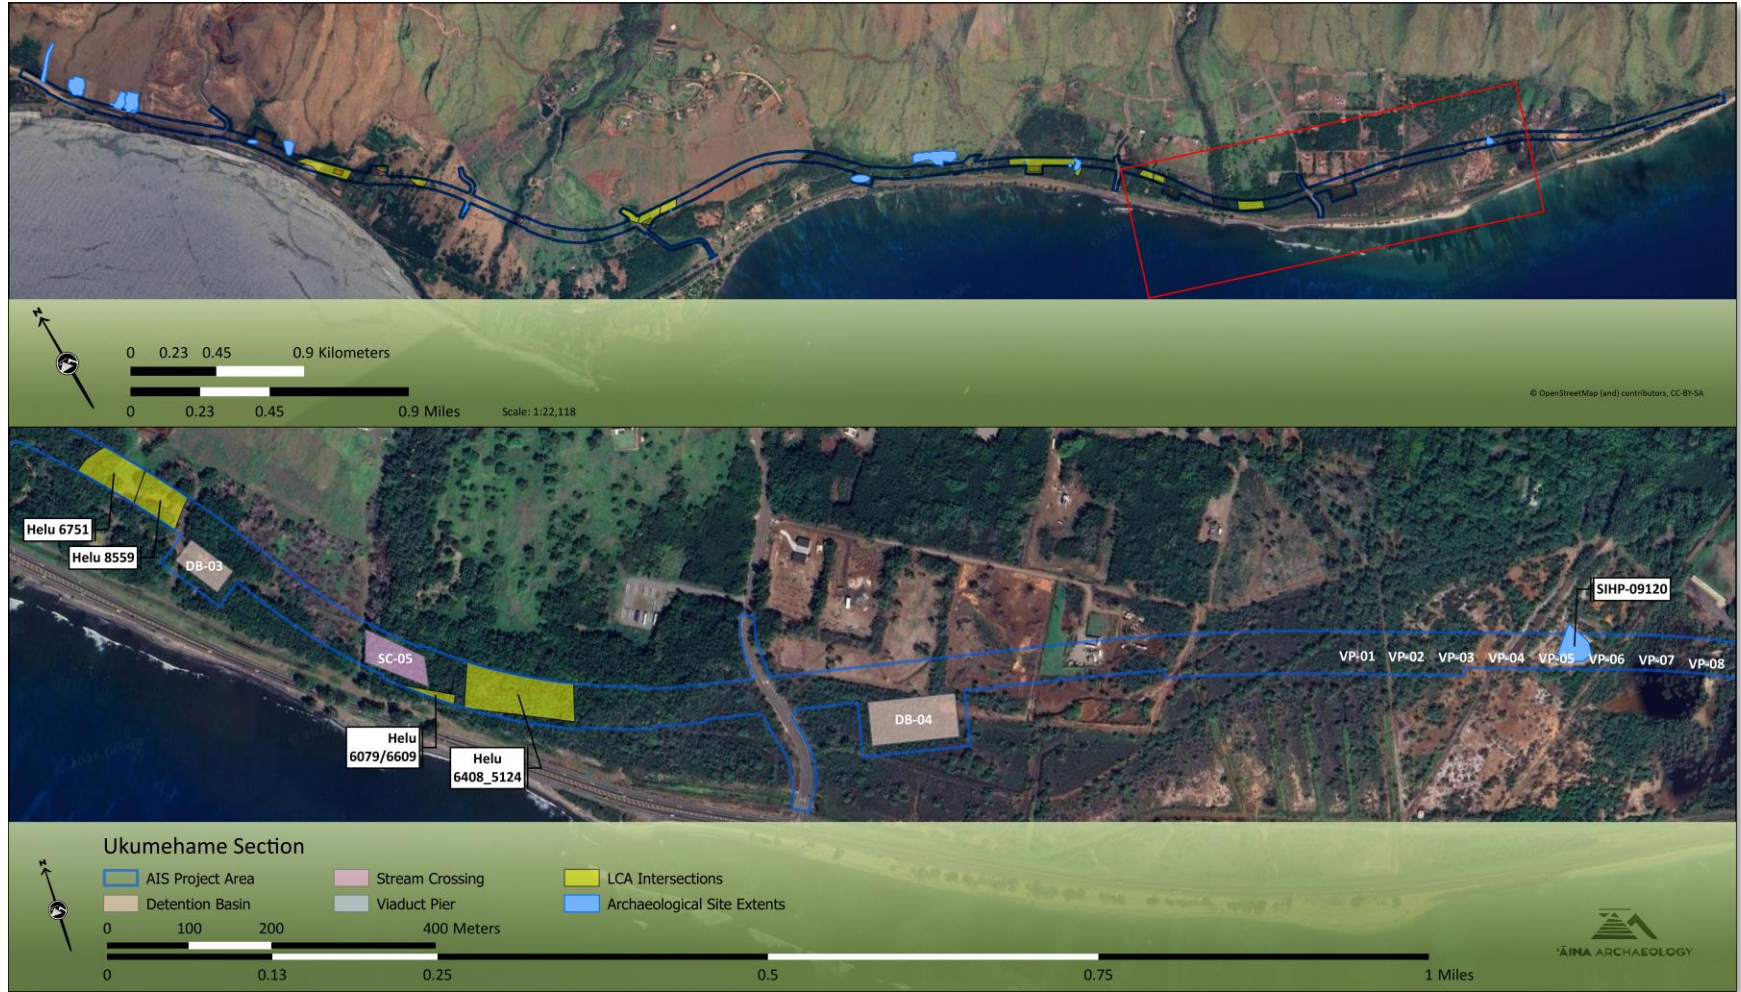 N
0 0.23 0.45 0.9 Kilometers
0 0.23 0.45 0.9 Miles
Scale: 1:22,118
© OpenStreetMap (and) contributors, CC-BY-SA
Helu 6751
Helu 8559
DB-03
SC-05
Helu
6079/6609
Helu
6408_5124
DB-04
SIHP-09120
VP-01 VP-02 VP-03 VP-04 VP-05 VP-06 VP-07 VP-08
Ukumehame Section
N
AIS Project Area
Stream Crossing
LCA Intersections
Detention Basin
Viaduct Pier
Archaeological Site Extents
0 100 200 400 Meters
0 0.13 0.25 0.5 0.75 1 Miles
ʻĀINA ARCHAEOLOGY